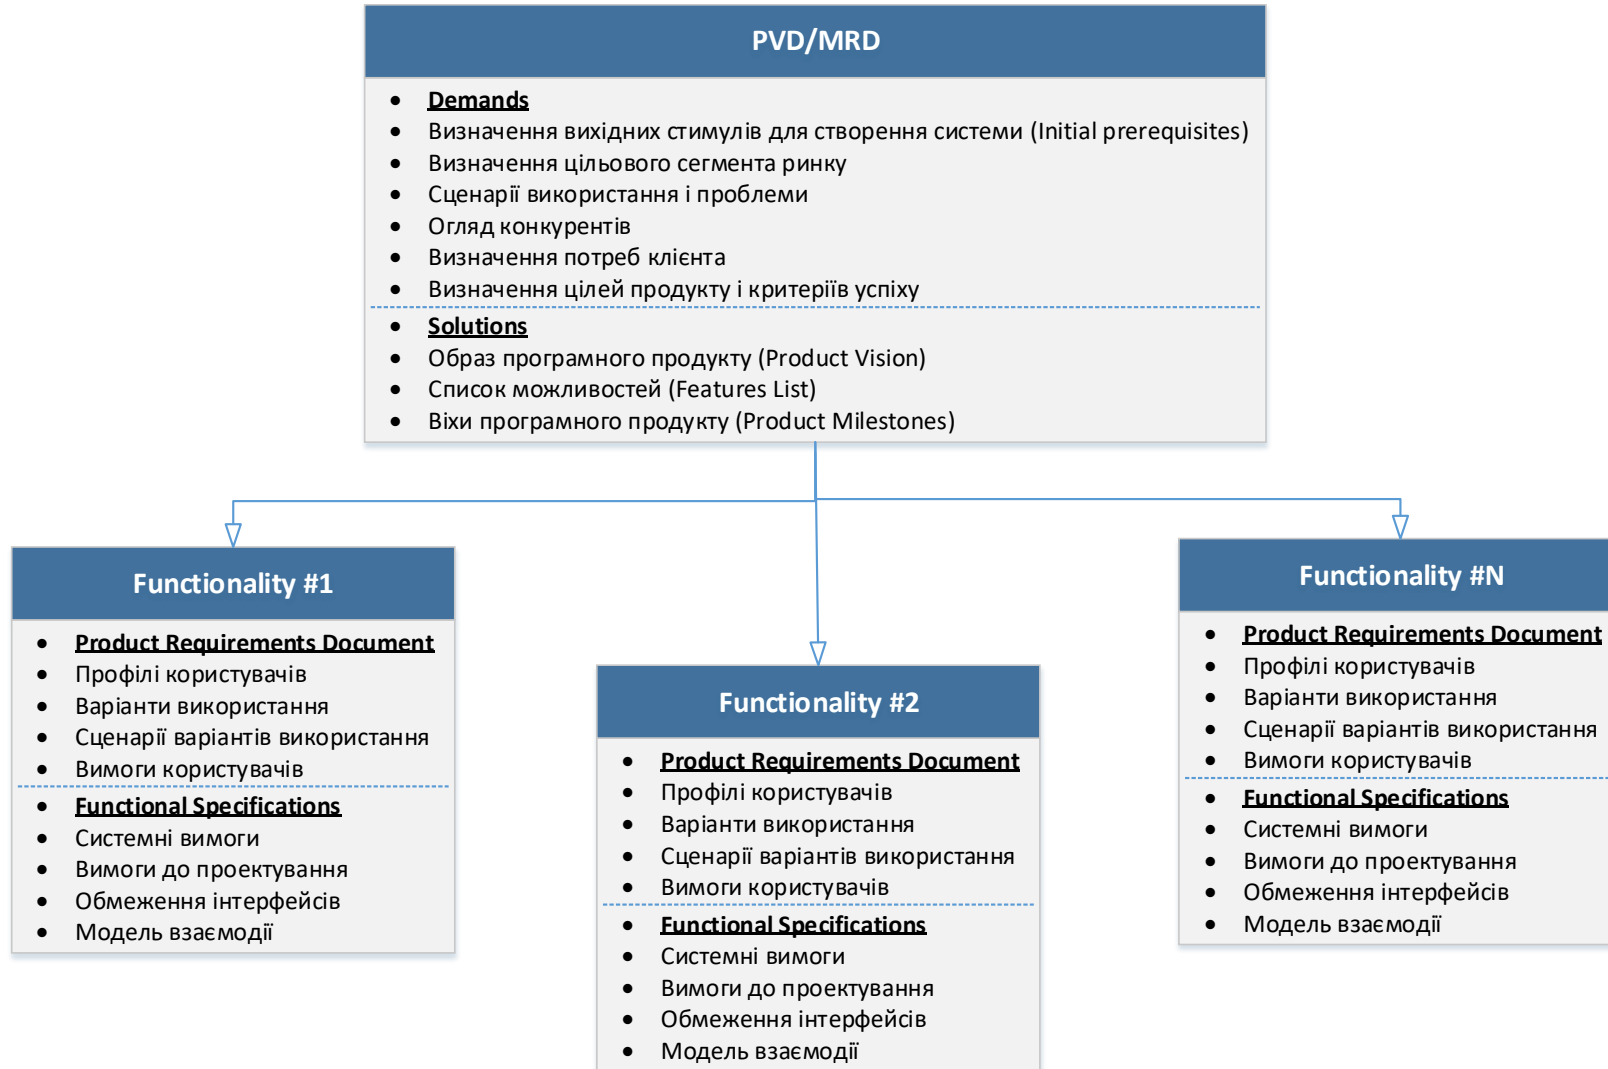 PVD/MRD
• Demands
• Визначення вихідних стимулів для створення системи (Initial prerequisites)
• Визначення цільового сегмента ринку
• Сценарії використання і проблеми
• Огляд конкурентів
• Визначення потреб клієнта
• Визначення цілей продукту і критеріїв успіху
• Solutions
• Образ програмного продукту (Product Vision)
• Список можливостей (Features List)
• Віхи програмного продукту (Product Milestones)
Functionality #1
• Product Requirements Document
• Профілі користувачів
• Варіанти використання
• Сценарії варіантів використання
• Вимоги користувачів
• Functional Specifications
• Системні вимоги
• Вимоги до проектування
• Обмеження інтерфейсів
• Модель взаємодії
Functionality #2
• Product Requirements Document
• Профілі користувачів
• Варіанти використання
• Сценарії варіантів використання
• Вимоги користувачів
• Functional Specifications
• Системні вимоги
• Вимоги до проектування
• Обмеження інтерфейсів
• Модель взаємодії
Functionality #N
• Product Requirements Document
• Профілі користувачів
• Варіанти використання
• Сценарії варіантів використання
• Вимоги користувачів
• Functional Specifications
• Системні вимоги
• Вимоги до проектування
• Обмеження інтерфейсів
• Модель взаємодії